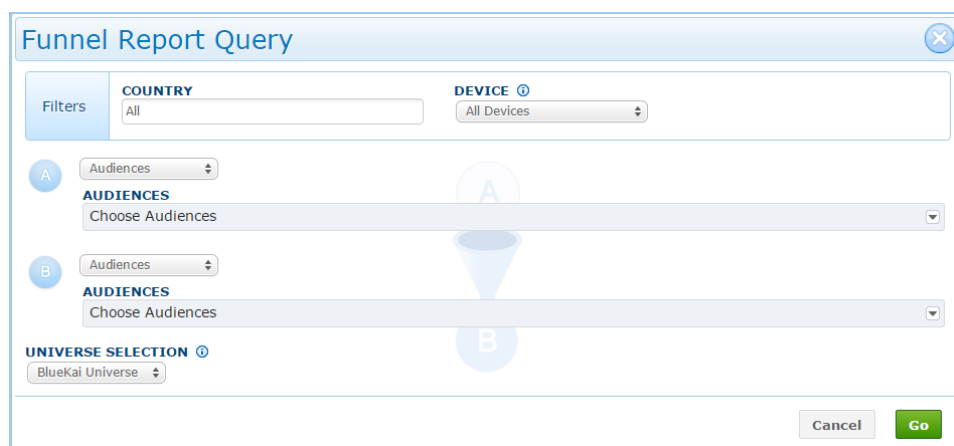 Funnel Report Query
Filters
COUNTRY
All
DEVICE
All Devices
A
Audiences
A
AUDIENCES
Choose Audiences
B
Audiences
AUDIENCES
Choose Audiences
B
UNIVERSE SELECTION
BlueKai Universe
Cancel
Go